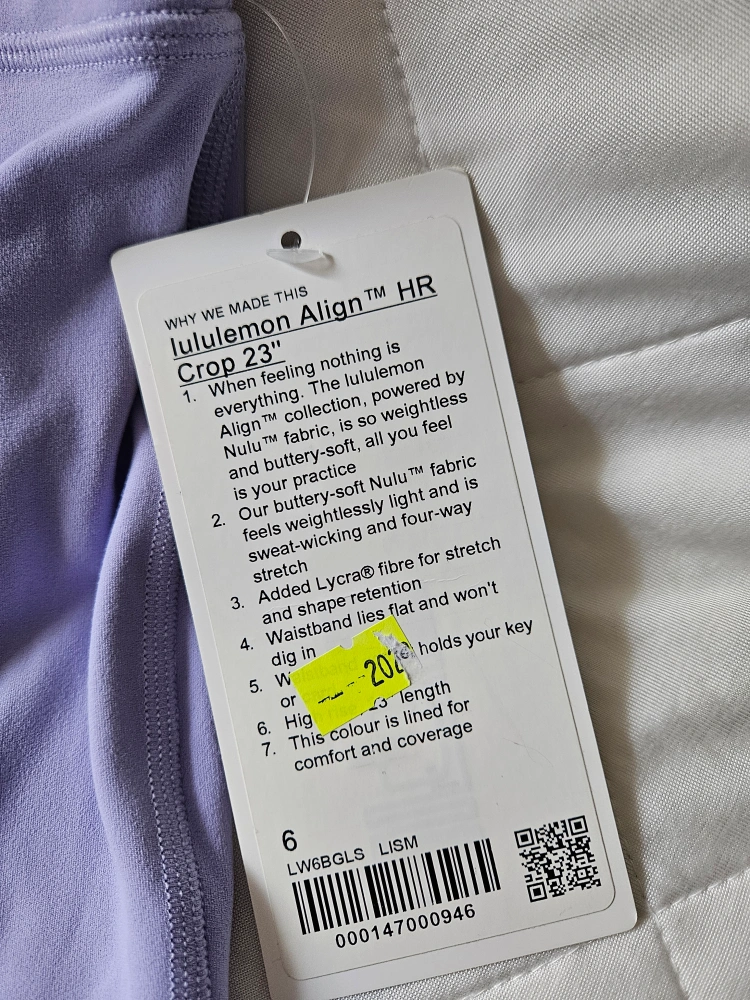 WHY WE MADE THIS
lululemon Align™ HR
Crop 23"
1. When feeling nothing is
everything. The lululemon
Align™ collection, powered by
Nulu™ fabric, is so weightless
and buttery-soft, all you feel
is your practice
2. Our buttery-soft Nulu™ fabric
feels weightlessly light and is
sweat-wicking and four-way
stretch
3. Added Lycra® fibre for stretch
and shape retention
4. Waistband lies flat and won't
dig in
5. holds your key
or
6. High rise, 23" length
7. This colour is lined for
comfort and coverage
6
LW6BGLS LISM
000147000946